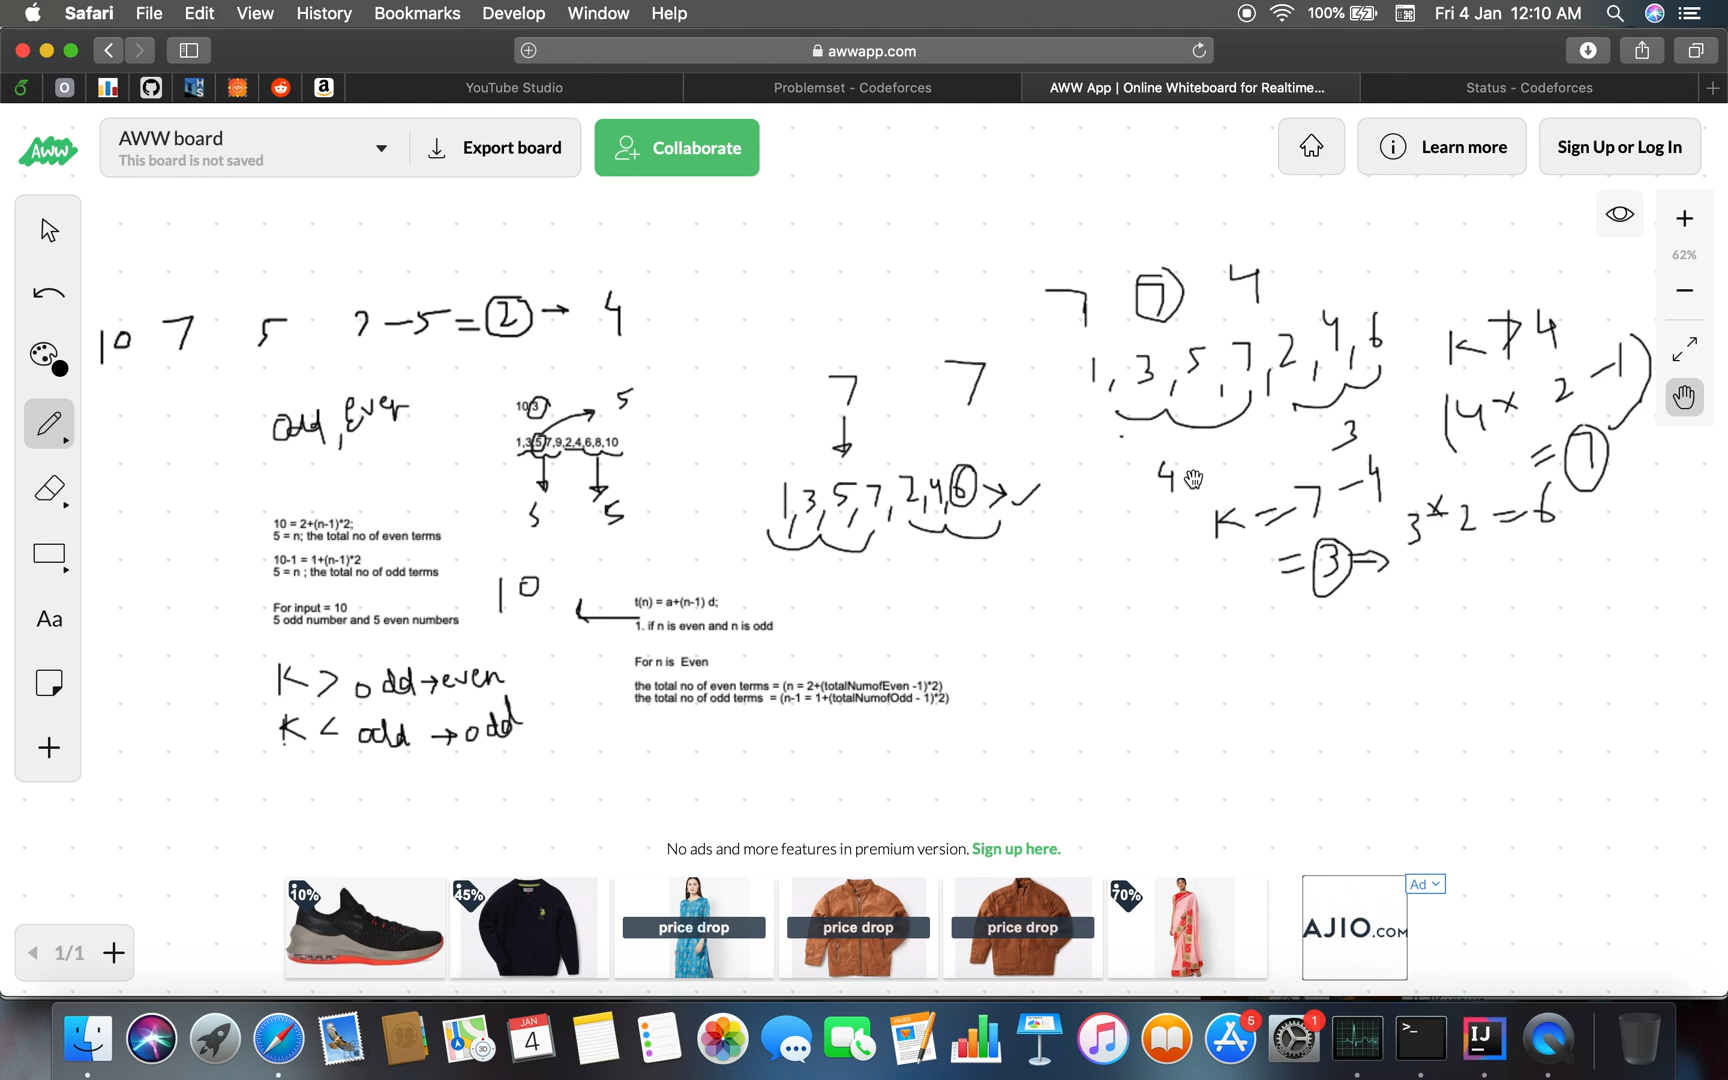 Safari File Edit View History Bookmarks Develop Window Help
100% Fri 4 Jan 12:10 AM
awwapp.com
YouTube Studio
Problemset - Codeforces
AWW App | Online Whiteboard for Realtime...
Status - Codeforces
AWW
AWW board
This board is not saved
Export board
Collaborate
Learn more
Sign Up or Log In
62%
10 7 5 7-5=2→ 4
7 7 4
1,3,5,7,2,4,6
K > 4
(4 x 2 -1)
= 7
odd, Even
10 3
5
1,3,5,7,9,2,4,6,8,10
5 5
7 7
1,3,5,7,2,4,6→✓
4
3
K = 7 - 4
= 3 →
3 x 2 = 6
10 = 2+(n-1)*2;
5 = n; the total no of even terms
10-1 = 1+(n-1)*2
5 = n ; the total no of odd terms
For input = 10
5 odd number and 5 even numbers
10
t(n) = a+(n-1) d;
1. if n is even and n is odd
For n is Even
the total no of even terms = (n = 2+(totalNumofEven -1)*2)
the total no of odd terms = (n-1 = 1+(totalNumofOdd - 1)*2)
K > odd→even
K < odd →odd
Aa
No ads and more features in premium version. Sign up here.
10%
45%
price drop
price drop
price drop
70%
Ad
AJIO.COM
1/1
JAN
4
5
1
IJ